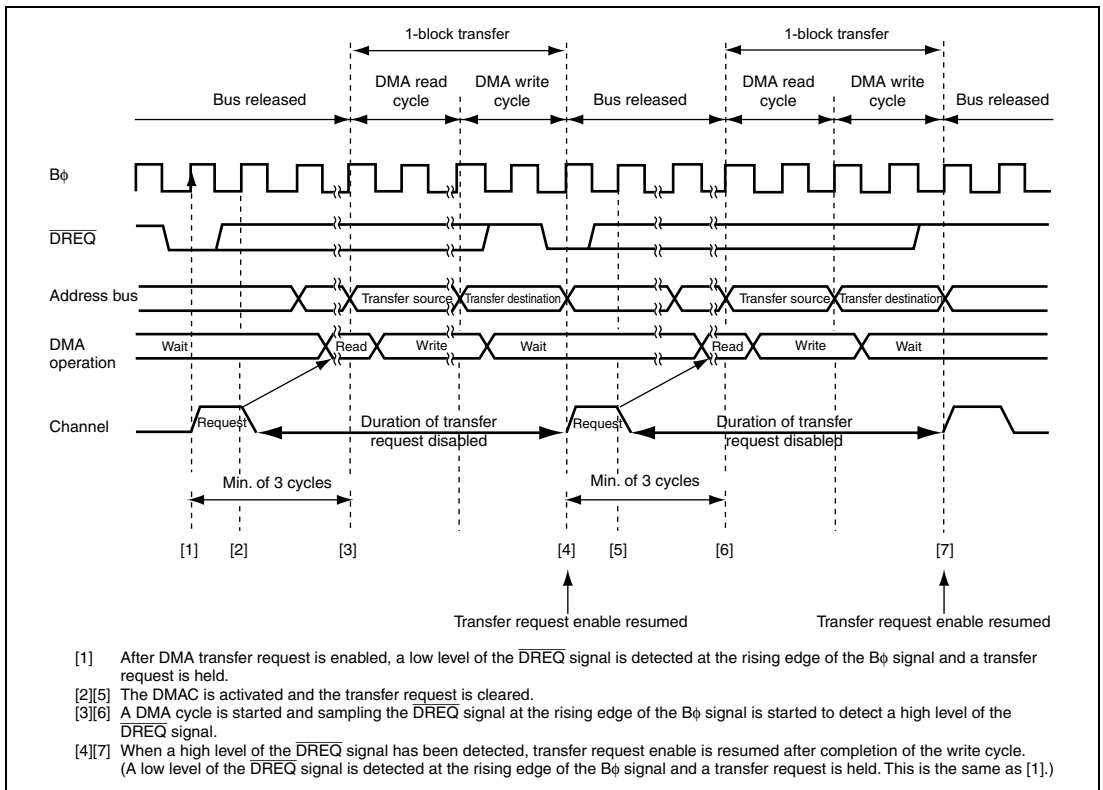 1-block transfer 1-block transfer
DMA read cycle DMA write cycle DMA read cycle DMA write cycle
Bus released Bus released Bus released
Bφ
DREQ
Address bus Transfer source Transfer destination Transfer source Transfer destination
DMA operation Wait Read Write Wait Read Write Wait
Channel Request Duration of transfer request disabled Request Duration of transfer request disabled
Min. of 3 cycles Min. of 3 cycles
[1] [2] [3] [4] [5] [6] [7]
Transfer request enable resumed Transfer request enable resumed
[1] After DMA transfer request is enabled, a low level of the DREQ signal is detected at the rising edge of the Bφ signal and a transfer
request is held.
[2][5] The DMAC is activated and the transfer request is cleared.
[3][6] A DMA cycle is started and sampling the DREQ signal at the rising edge of the Bφ signal is started to detect a high level of the
DREQ signal.
[4][7] When a high level of the DREQ signal has been detected, transfer request enable is resumed after completion of the write cycle.
(A low level of the DREQ signal is detected at the rising edge of the Bφ signal and a transfer request is held. This is the same as [1].)